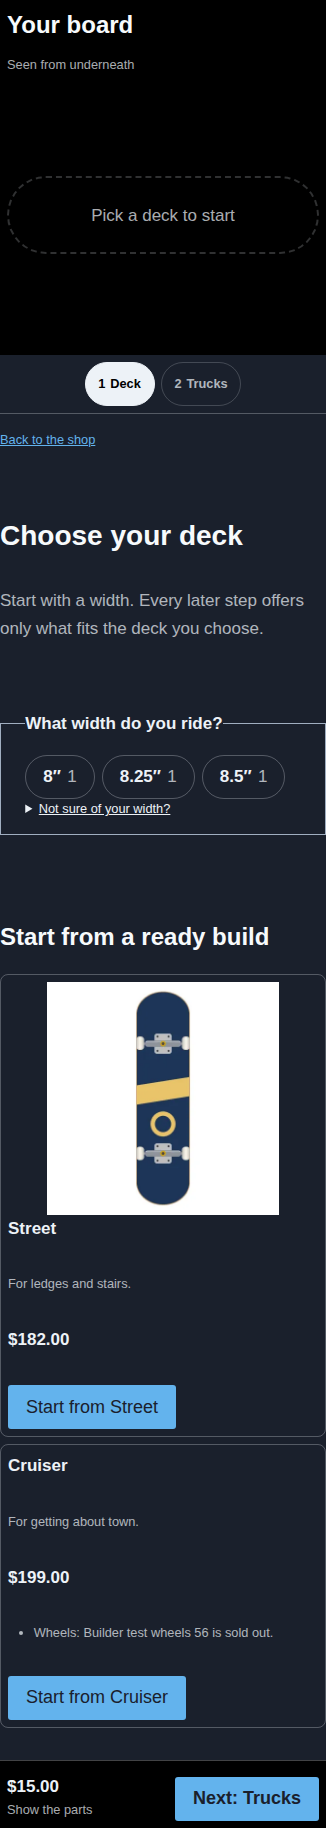 Your board
Seen from underneath
Pick a deck to start
1 Deck
2 Trucks
Back to the shop
Choose your deck
Start with a width. Every later step offers
only what fits the deck you choose.
What width do you ride?
8″ 1
8.25″ 1
8.5″ 1
Not sure of your width?
Start from a ready build
Street
For ledges and stairs.
$182.00
Start from Street
Cruiser
For getting about town.
$199.00
Wheels: Builder test wheels 56 is sold out.
Start from Cruiser
$15.00
Show the parts
Next: Trucks